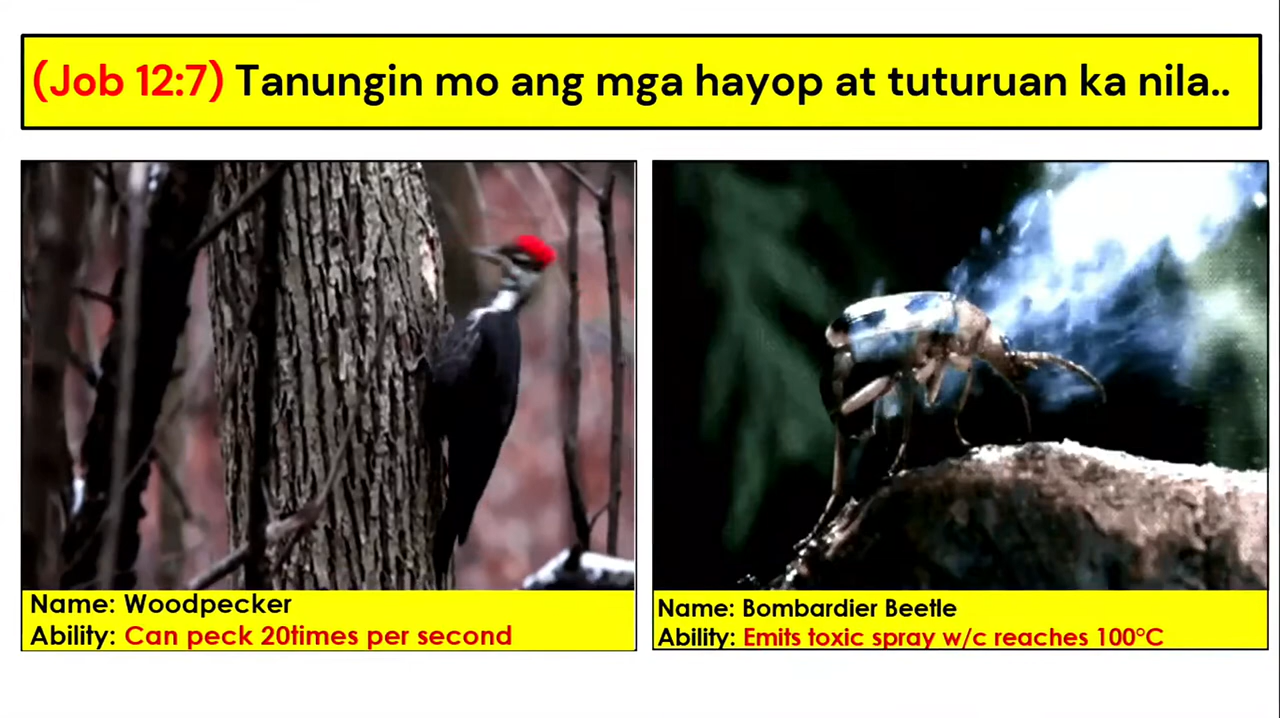 (Job 12:7) Tanungin mo ang mga hayop at tuturuan ka nila..
Name: Woodpecker
Ability: Can peck 20times per second
Name: Bombardier Beetle
Ability: Emits toxic spray w/c reaches 100°C